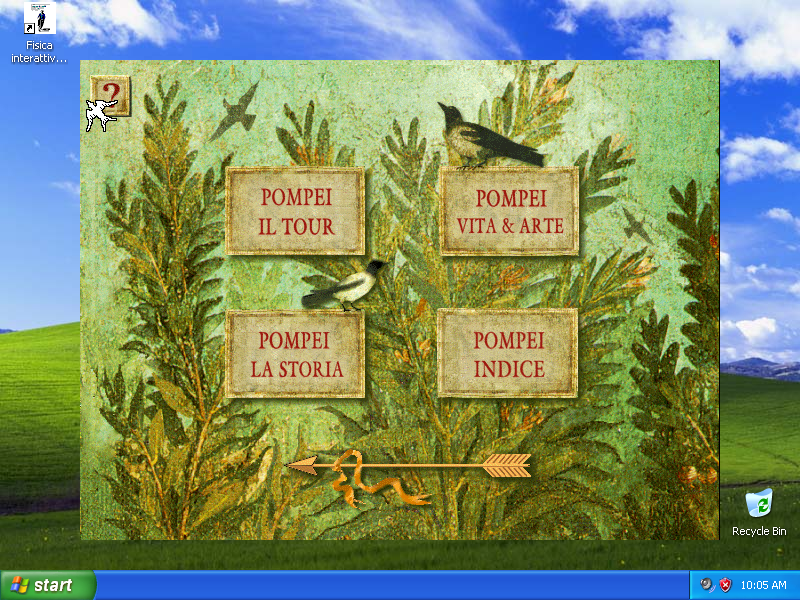 Fisica
interattiv...
?
POMPEI
IL TOUR
POMPEI
VITA & ARTE
POMPEI
LA STORIA
POMPEI
INDICE
Recycle Bin
start
10:05 AM